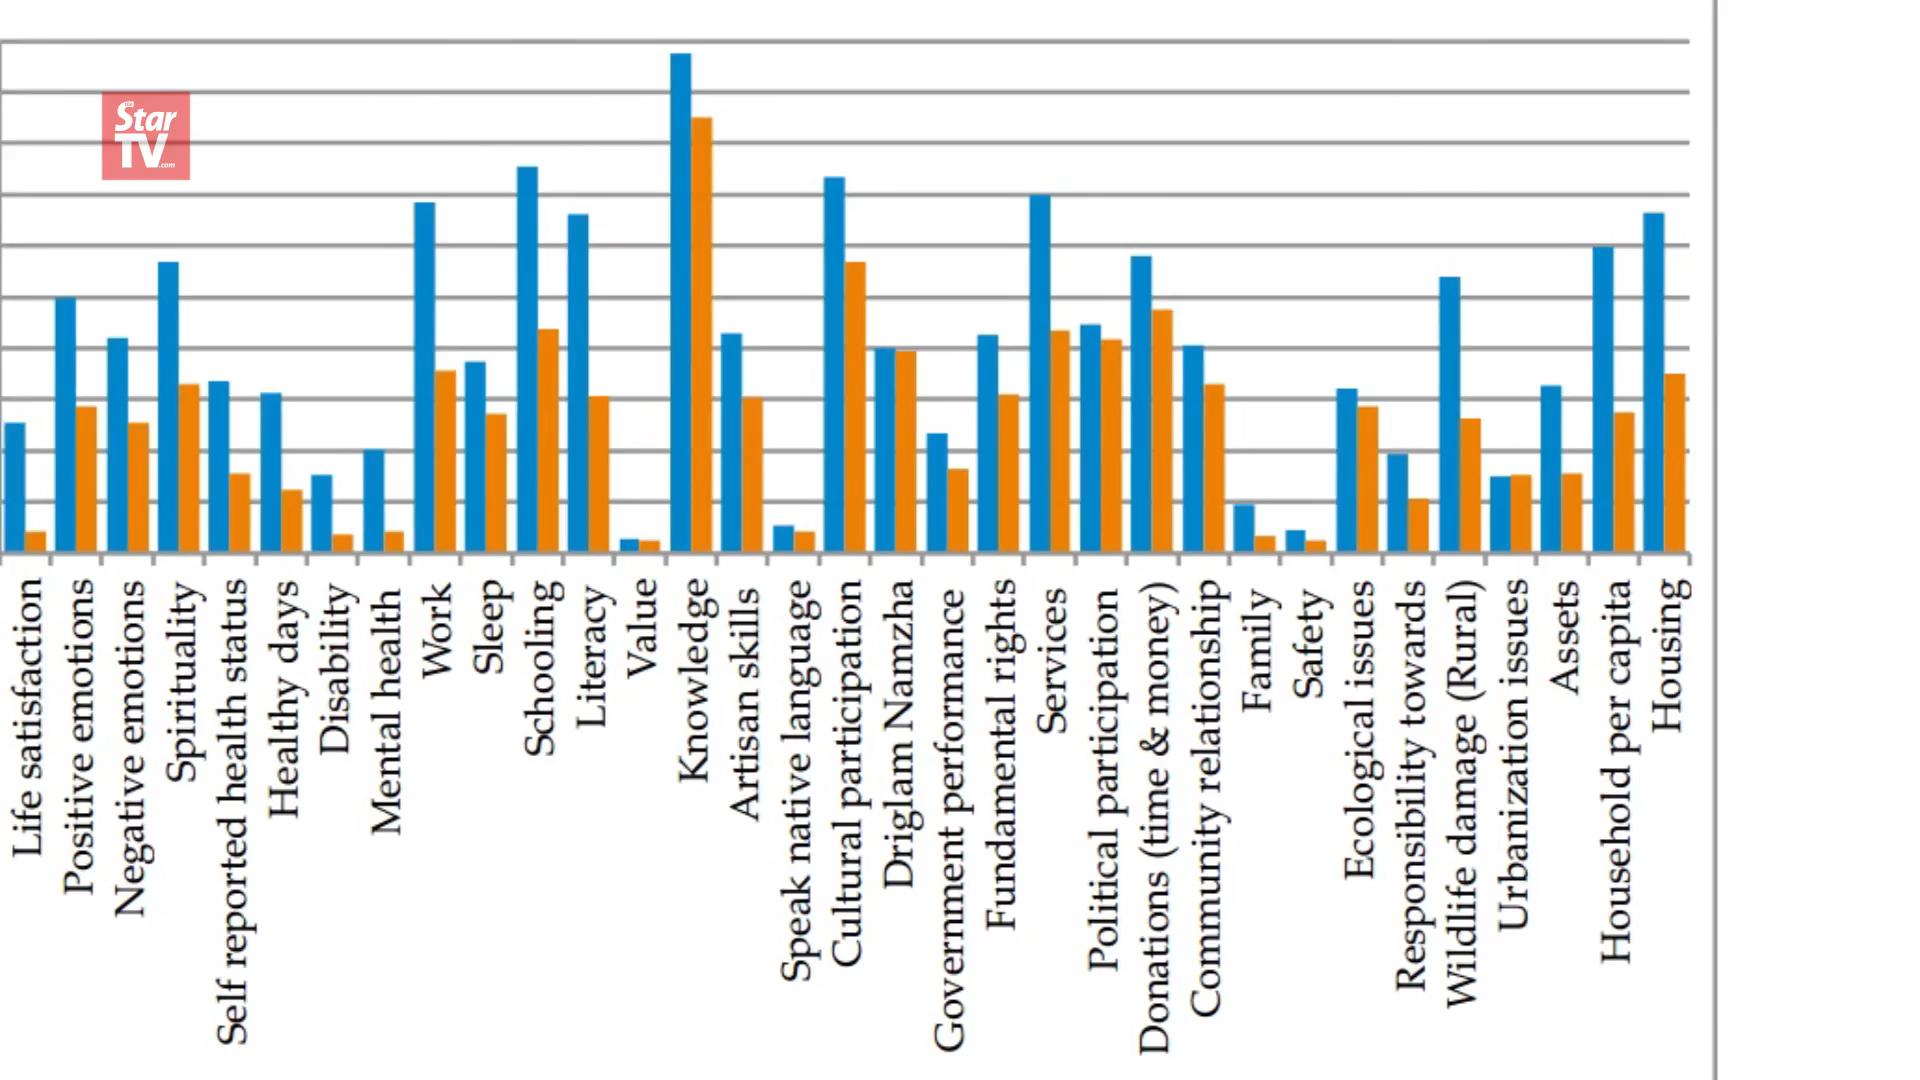 the
Star
TV
.com
Life satisfaction
Positive emotions
Negative emotions
Spirituality
Self reported health status
Healthy days
Disability
Mental health
Work
Sleep
Schooling
Literacy
Value
Knowledge
Artisan skills
Speak native language
Cultural participation
Driglam Namzha
Government performance
Fundamental rights
Services
Political participation
Donations (time & money)
Community relationship
Family
Safety
Ecological issues
Responsibility towards
Wildlife damage (Rural)
Urbanization issues
Assets
Household per capita
Housing